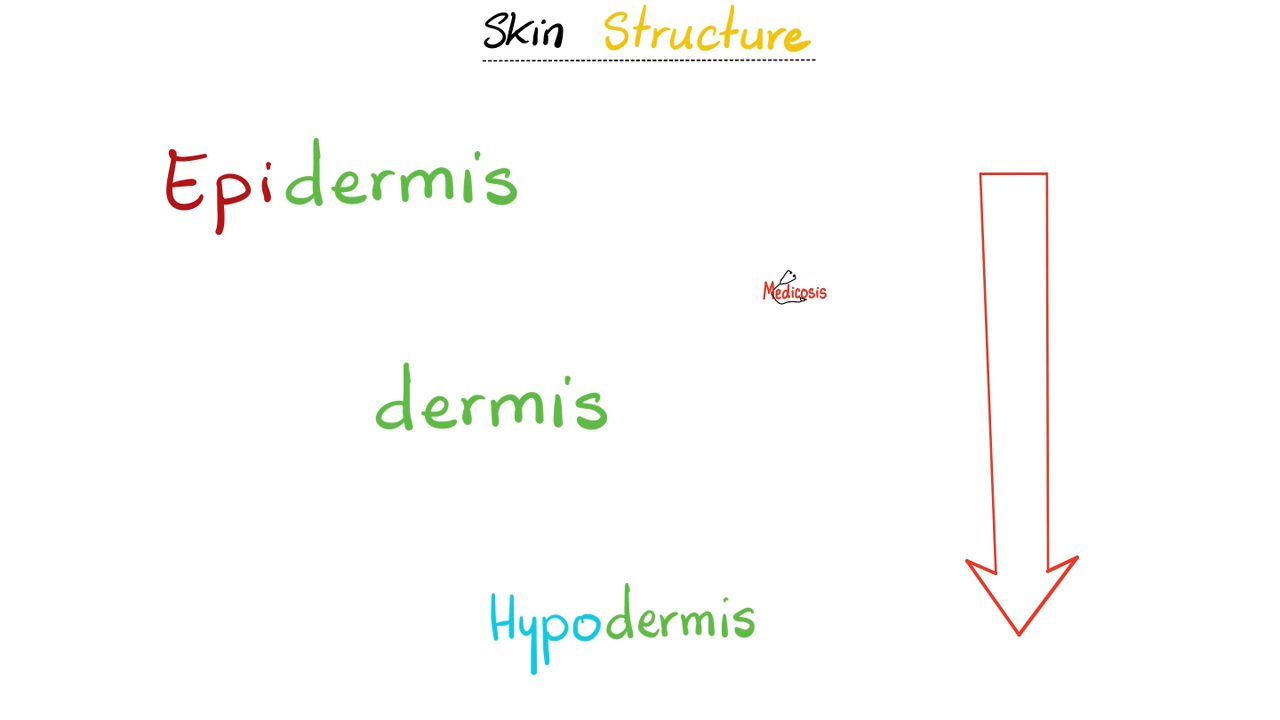 Skin Structure
Epidermis
Medicosis
dermis
Hypodermis